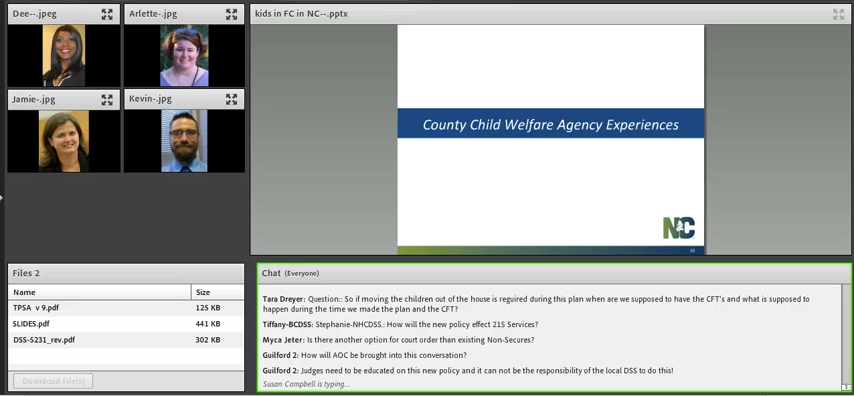 Dee--.jpeg
Arlette-.jpg
kids in FC in NC--.pptx
Jamie-.jpg
Kevin-.jpg
County Child Welfare Agency Experiences
NC
23
Files 2
Name Size
TPSA v 9.pdf 125 KB
SLIDES.pdf 441 KB
DSS-5231_rev.pdf 302 KB
Download File(s)
Chat (Everyone)
Tara Dreyer: Question:: So if moving the children out of the house is reguired during this plan when are we supposed to have the CFT's and what is supposed to
happen during the time we made the plan and the CFT?
Tiffany-BCDSS: Stephanie-NHCDSS.: How will the new policy effect 215 Services?
Myca Jeter: Is there another option for court order than existing Non-Secures?
Guilford 2: How will AOC be brought into this conversation?
Guilford 2: Judges need to be educated on this new policy and it can not be the responsibility of the local DSS to do this!
Susan Campbell is typing...